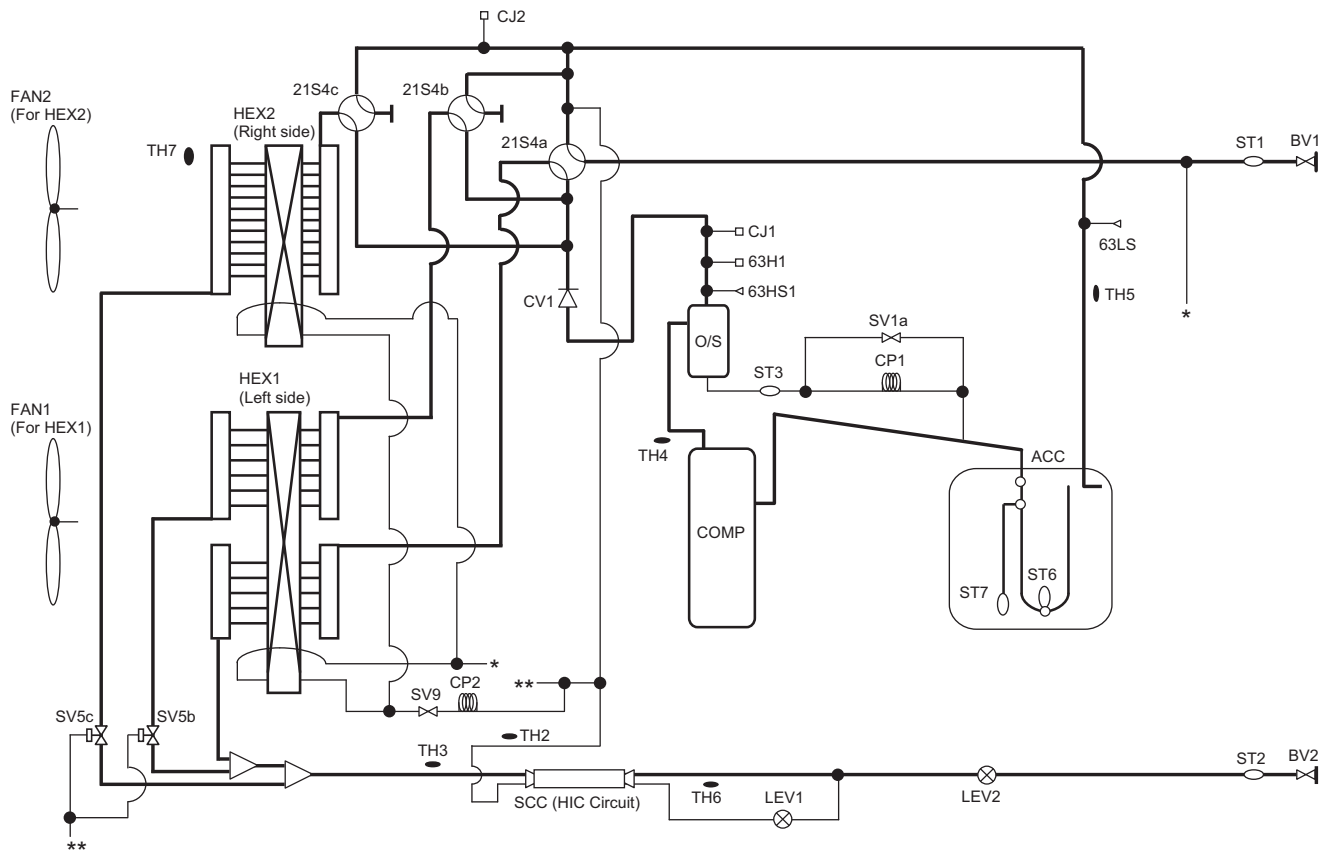 CJ2
FAN2
(For HEX2)
21S4c
21S4b
HEX2
(Right side)
TH7
21S4a
ST1
BV1
CJ1
63H1
63HS1
63LS
TH5
*
CV1
O/S
SV1a
CP1
ST3
HEX1
(Left side)
FAN1
(For HEX1)
TH4
ACC
COMP
ST7
ST6
*
**
SV9
CP2
SV5c
SV5b
TH2
TH3
SCC (HIC Circuit)
TH6
LEV1
LEV2
ST2
BV2
**